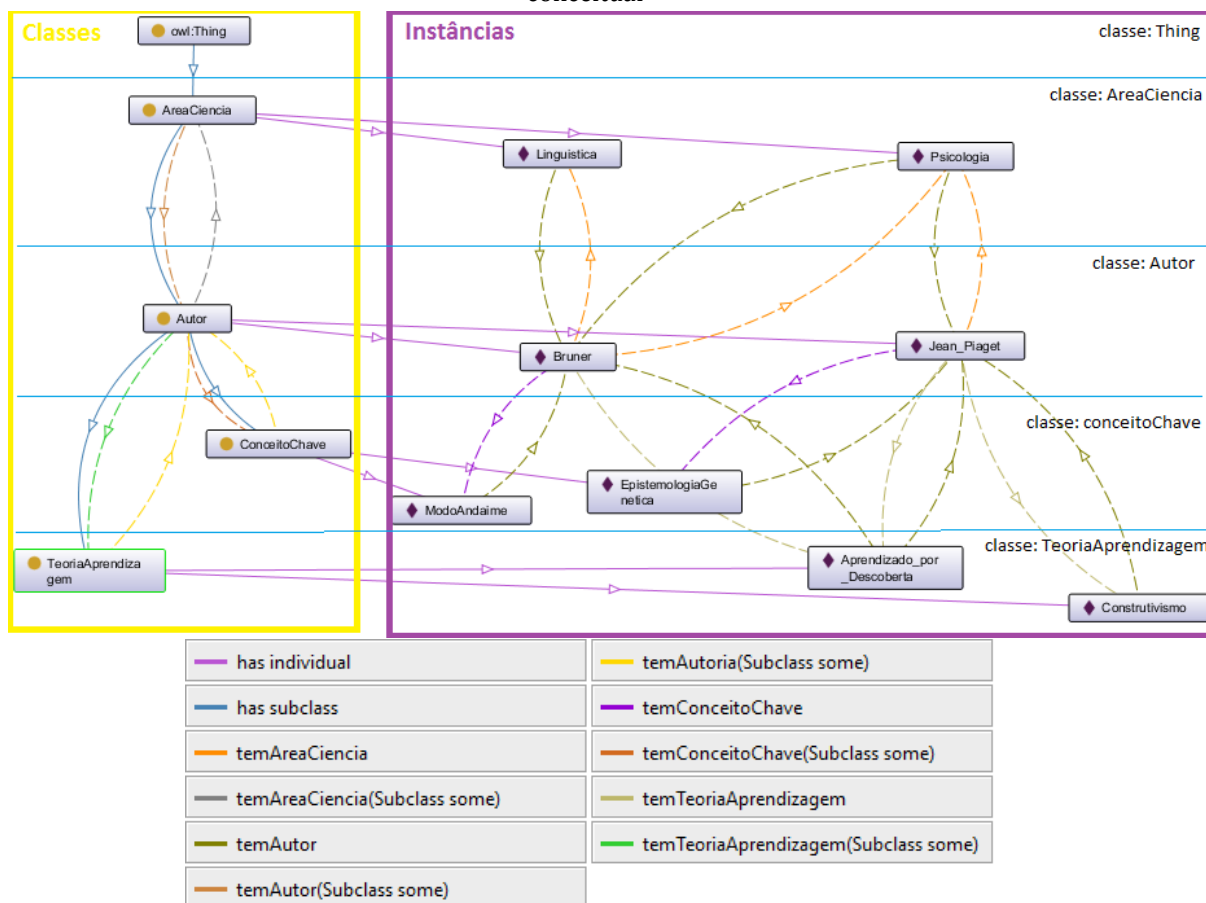 conceitual
Classes
owl:Thing
Instâncias
classe: Thing
AreaCiencia
classe: AreaCiencia
Linguistica
Psicologia
classe: Autor
Autor
Bruner
Jean_Piaget
classe: conceitoChave
ConceitoChave
EpistemologiaGe
netica
ModoAndaime
classe: TeoriaAprendizagem
TeoriaAprendiza
gem
Aprendizado_por
_Descoberta
Construtivismo
has individual
temAutoria(Subclass some)
has subclass
temConceitoChave
temAreaCiencia
temConceitoChave(Subclass some)
temAreaCiencia(Subclass some)
temTeoriaAprendizagem
temAutor
temTeoriaAprendizagem(Subclass some)
temAutor(Subclass some)